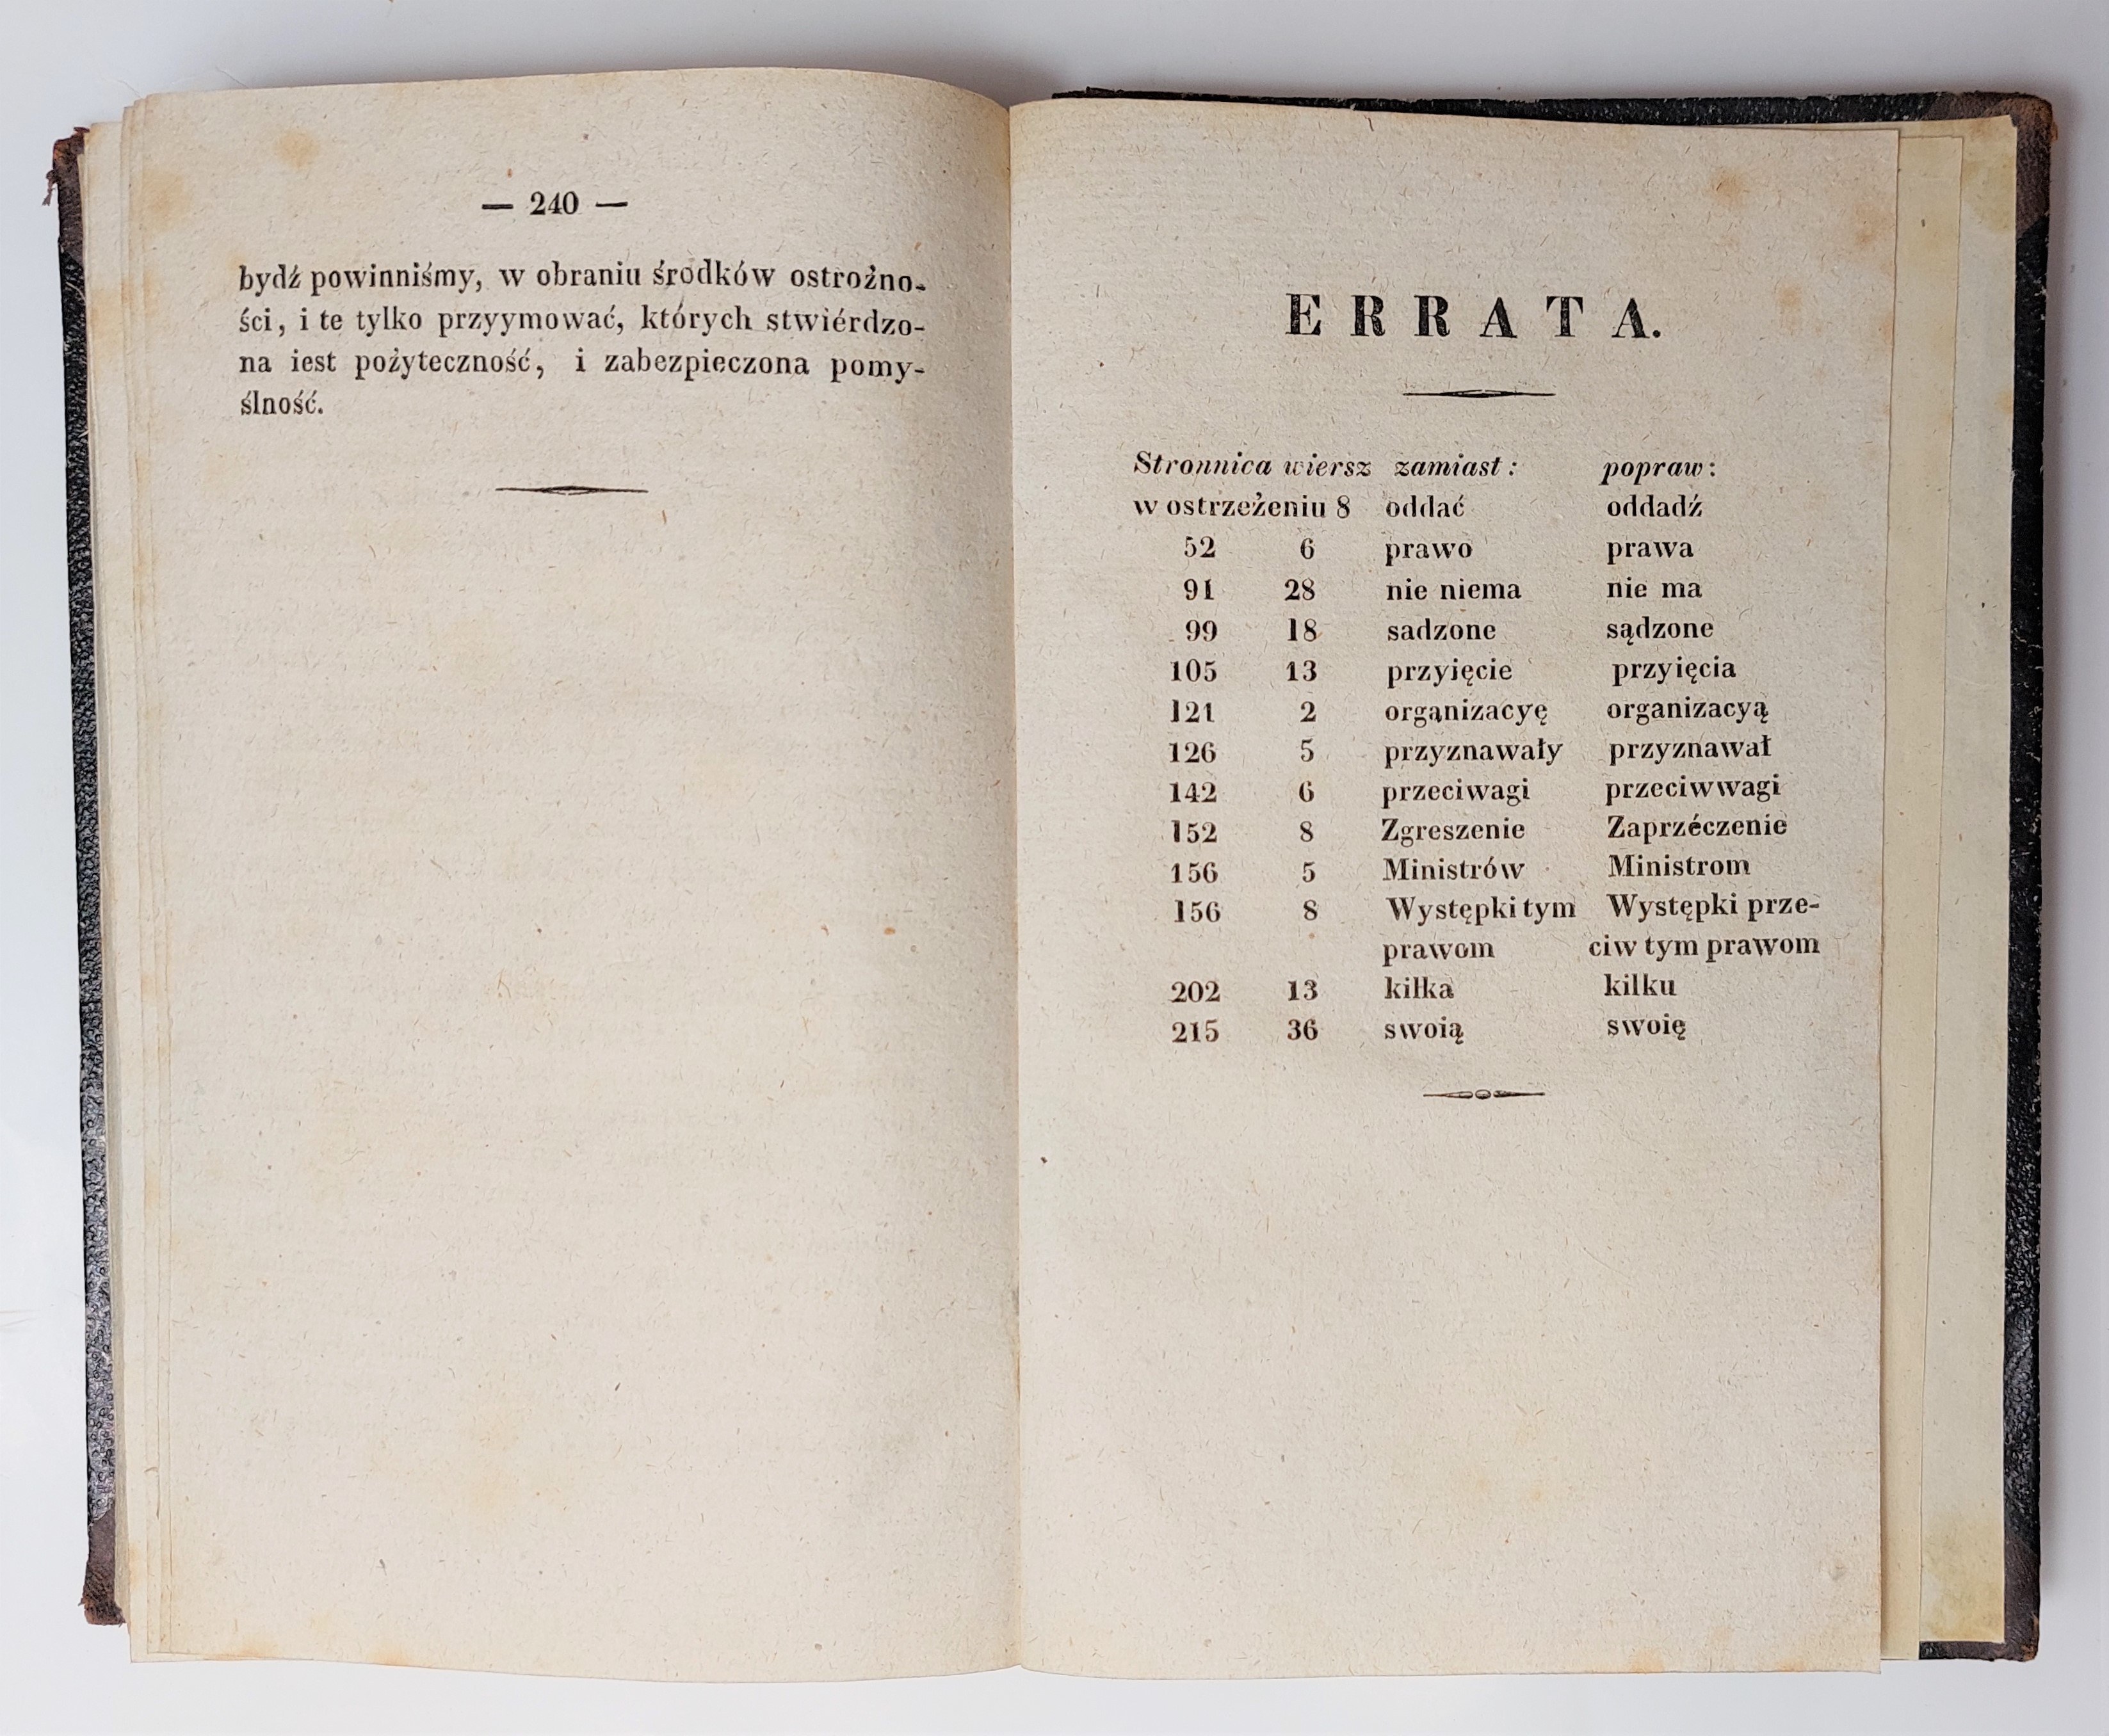 — 240 —
bydź powinniśmy, w obraniu środków ostrożno-
ści, i te tylko przyymować, których stwiérdzo-
na iest pożyteczność, i zabezpieczona pomy-
ślność.
ERRATA.
Stronnica wiersz zamiast: popraw:
w ostrzeżeniu 8 oddać oddadź
52 6 prawo prawa
91 28 nie niema nie ma
99 18 sadzone sądzone
105 13 przyięcie przyięcia
121 2 organizacyę organizacyą
126 5 przyznawały przyznawał
142 6 przeciwagi przeciwwagi
152 8 Zgreszenie Zaprzéczenie
156 5 Ministrów Ministrom
156 8 Występki tym Występki prze-
prawom ciw tym prawom
202 13 kilka kilku
215 36 swoią swoię